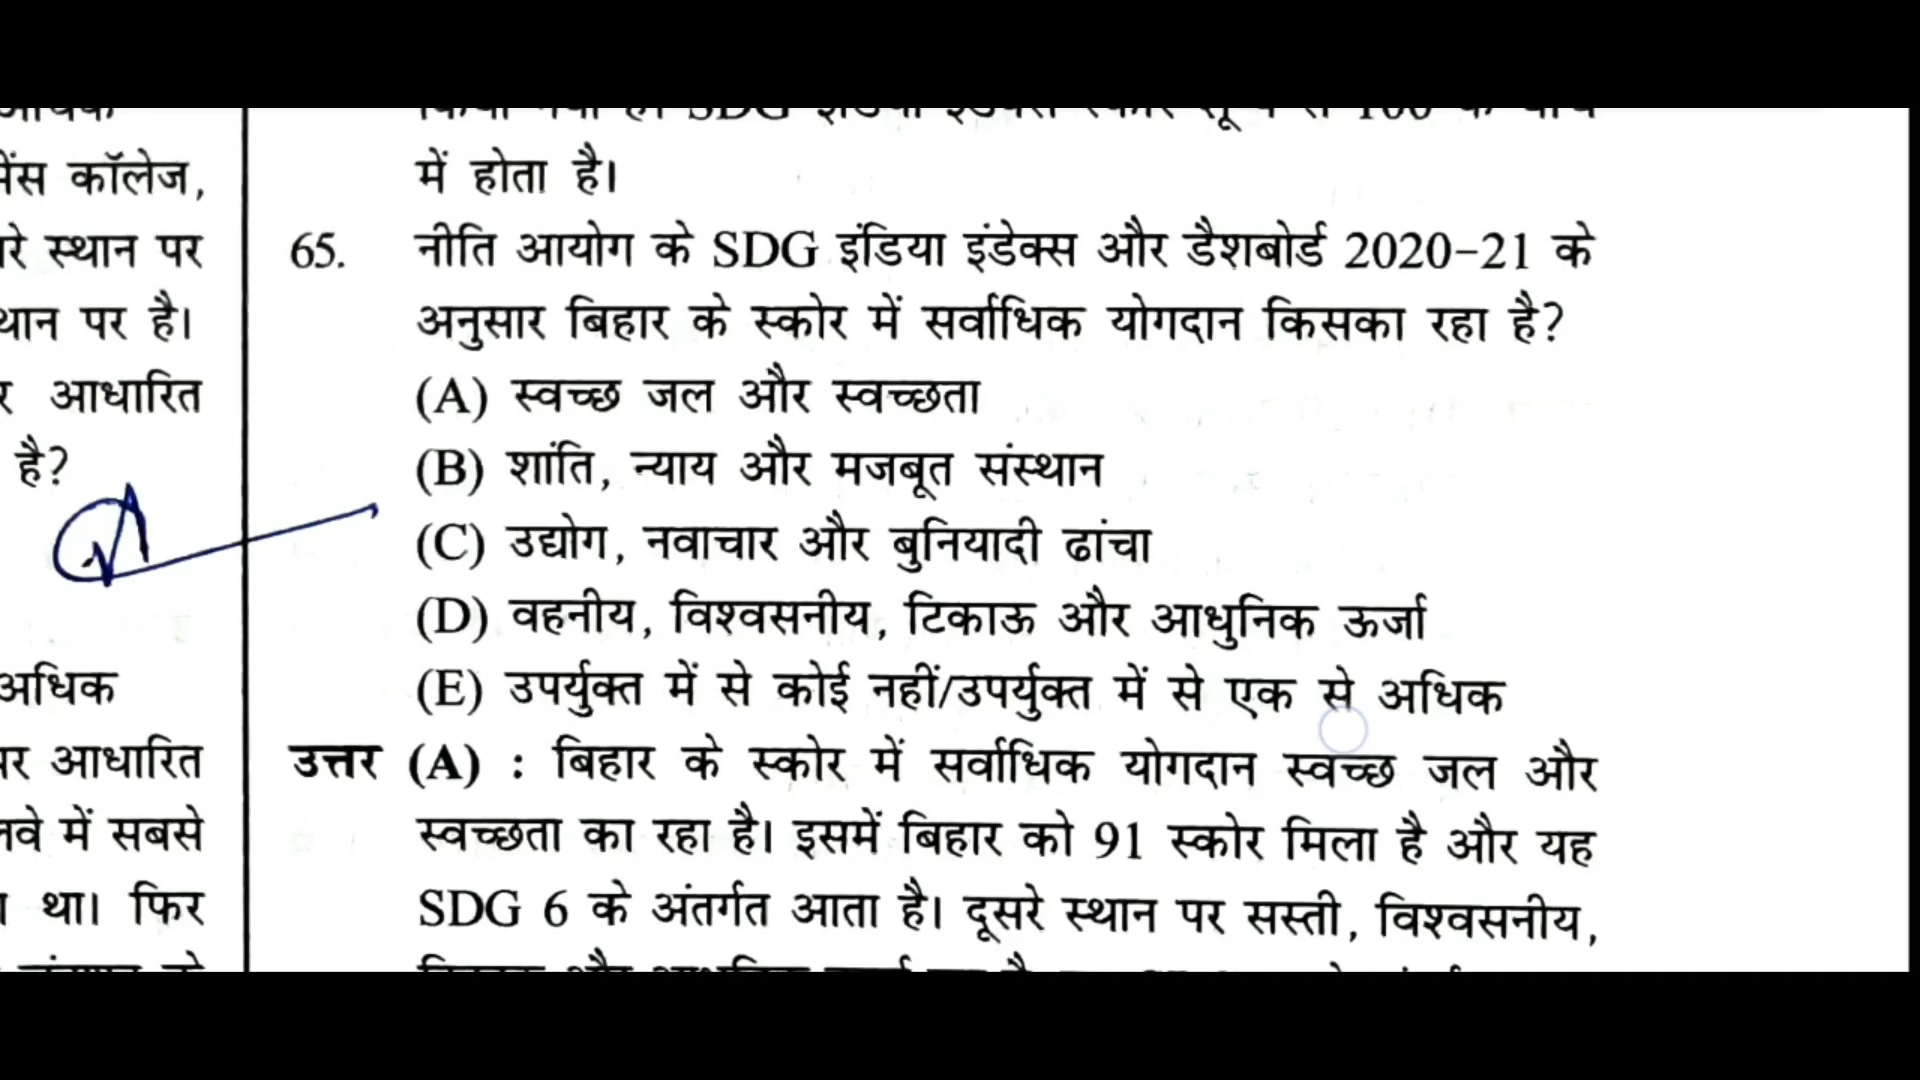 में होता है।
65. नीति आयोग के SDG इंडिया इंडेक्स और डैशबोर्ड 2020-21 के
अनुसार बिहार के स्कोर में सर्वाधिक योगदान किसका रहा है?
(A) स्वच्छ जल और स्वच्छता
(B) शांति, न्याय और मजबूत संस्थान
(C) उद्योग, नवाचार और बुनियादी ढांचा
(D) वहनीय, विश्वसनीय, टिकाऊ और आधुनिक ऊर्जा
(E) उपर्युक्त में से कोई नहीं/उपर्युक्त में से एक से अधिक
उत्तर (A) : बिहार के स्कोर में सर्वाधिक योगदान स्वच्छ जल और
स्वच्छता का रहा है। इसमें बिहार को 91 स्कोर मिला है और यह
SDG 6 के अंतर्गत आता है। दूसरे स्थान पर सस्ती, विश्वसनीय,
कॉलेज,
स्थान पर
पर है।
आधारित
है?
अधिक
आधारित
में सबसे
था। फिर